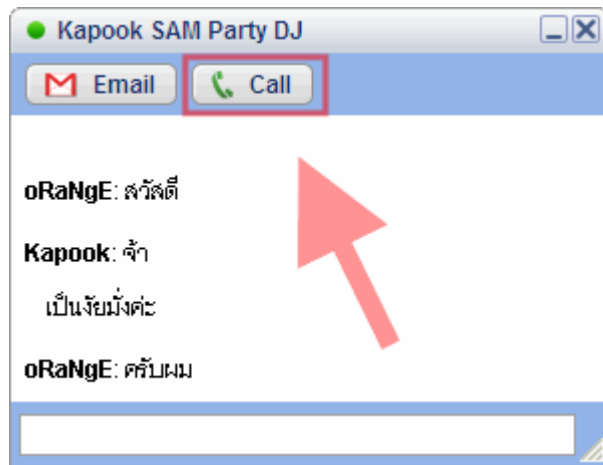 Kapook SAM Party DJ
Email Call
oRaNgE: สวัสดี
Kapook: จ้า
เป็นงัยมั่งค่ะ
oRaNgE: ครับผม